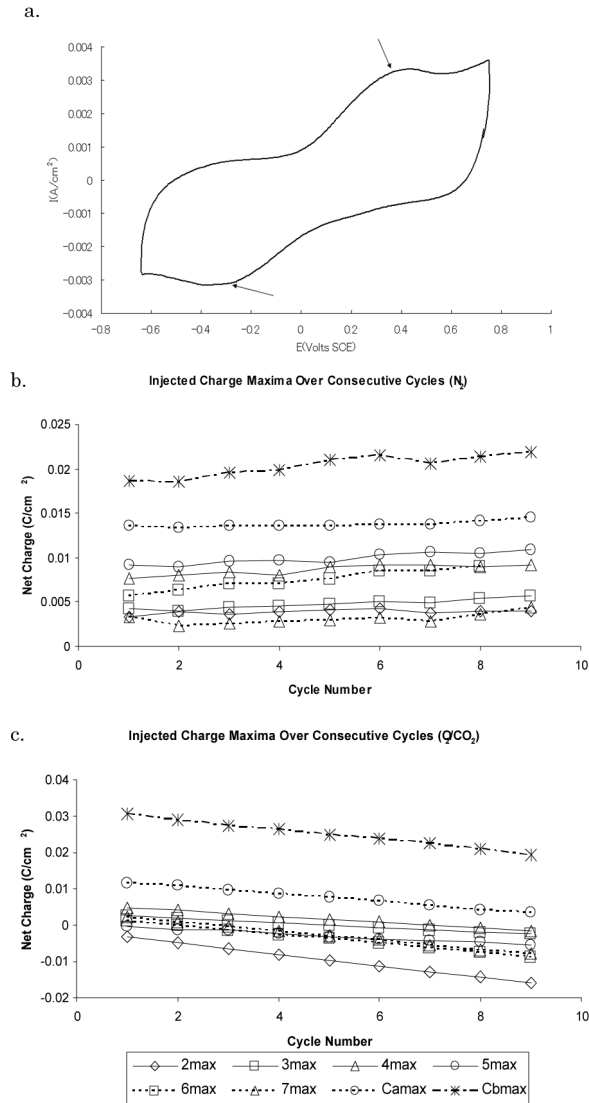 a.
I(A/cm²)
0.004
0.003
0.002
0.001
0
−0.001
−0.002
−0.003
−0.004
−0.8 −0.6 −0.4 −0.2 0 0.2 0.4 0.6 0.8 1
E(Volts SCE)
b.
Injected Charge Maxima Over Consecutive Cycles (N₂)
Net Charge (C/cm ²)
0.025
0.02
0.015
0.01
0.005
0
0 2 4 6 8 10
Cycle Number
c.
Injected Charge Maxima Over Consecutive Cycles (O₂/CO₂)
Net Charge (C/cm ²)
0.04
0.03
0.02
0.01
0
-0.01
-0.02
0 2 4 6 8 10
Cycle Number
2max 3max 4max 5max
6max 7max Camax Cbmax